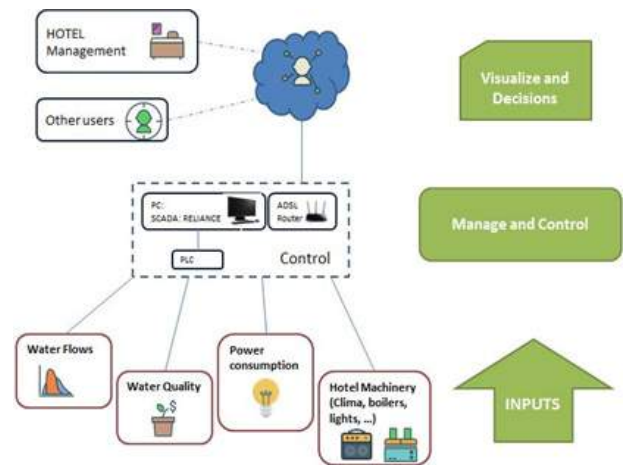 HOTEL
Management
Other users
Visualize and
Decisions
PC:
SCADA: RELIANCE
ADSL
Router
PLC
Control
Manage and Control
Water Flows
Water Quality
$
Power
consumption
Hotel Machinery
(Clima, boilers,
lights, ...)
INPUTS